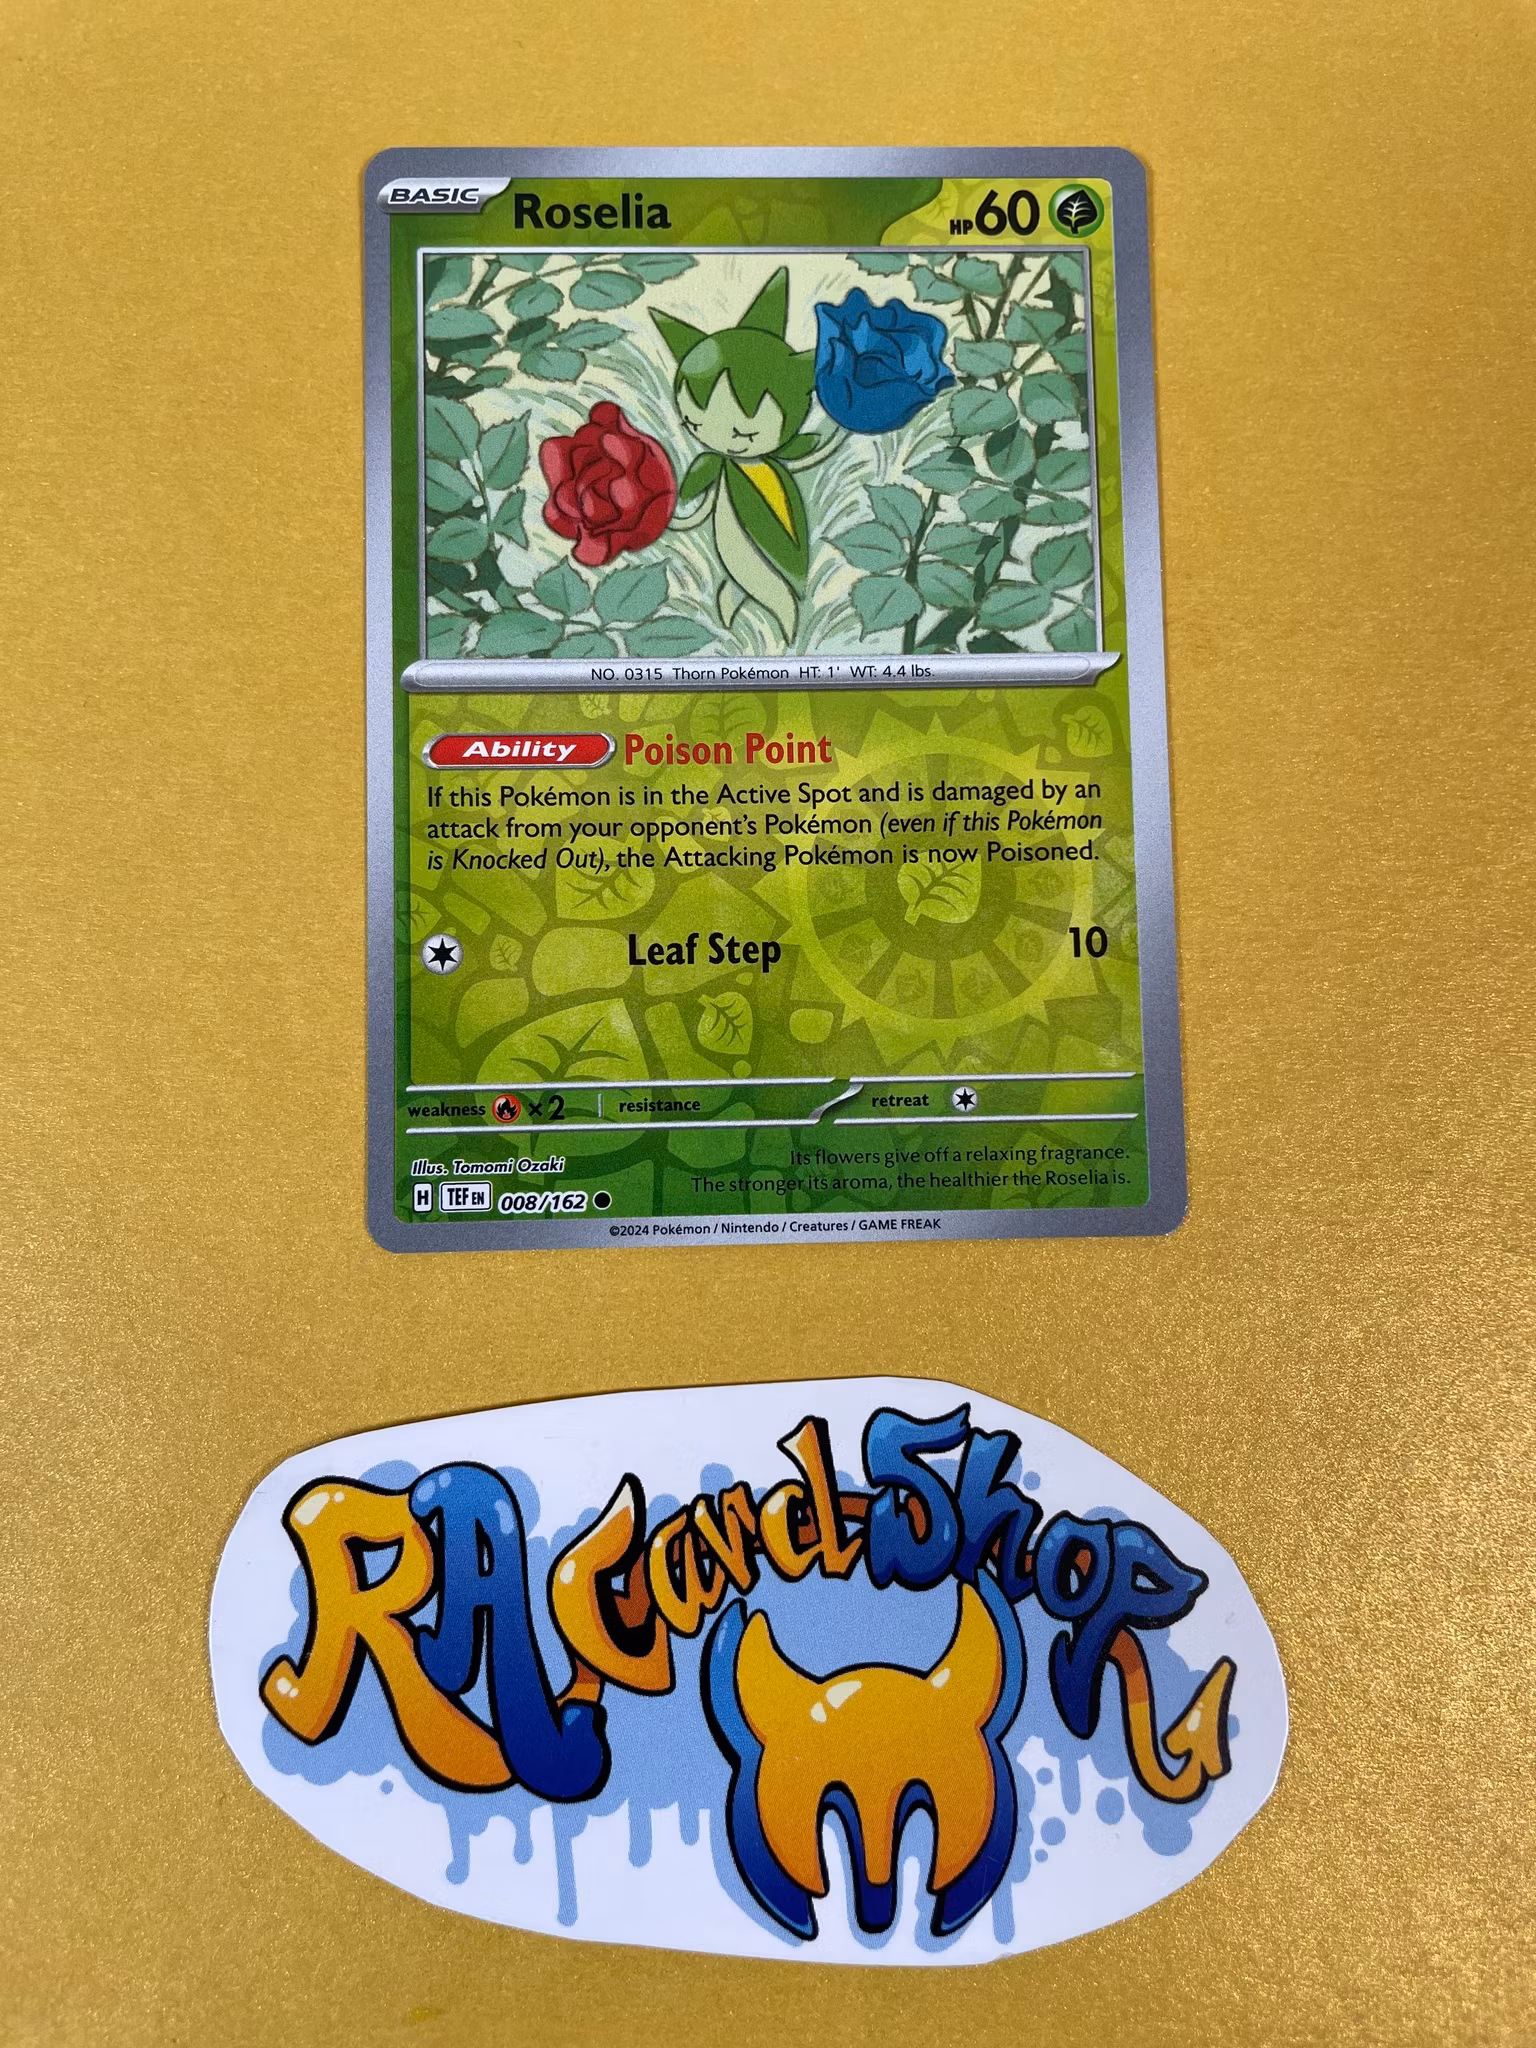 BASIC Roselia HP 60
NO. 0315 Thorn Pokémon HT: 1' WT: 4.4 lbs.
Ability Poison Point
If this Pokémon is in the Active Spot and is damaged by an
attack from your opponent's Pokémon (even if this Pokémon
is Knocked Out), the Attacking Pokémon is now Poisoned.
Leaf Step 10
weakness ×2 resistance retreat
Illus. Tomomi Ozaki
Its flowers give off a relaxing fragrance.
The stronger its aroma, the healthier the Roselia is.
H TEF EN 008/162
©2024 Pokémon / Nintendo / Creatures / GAME FREAK
RA CardShop